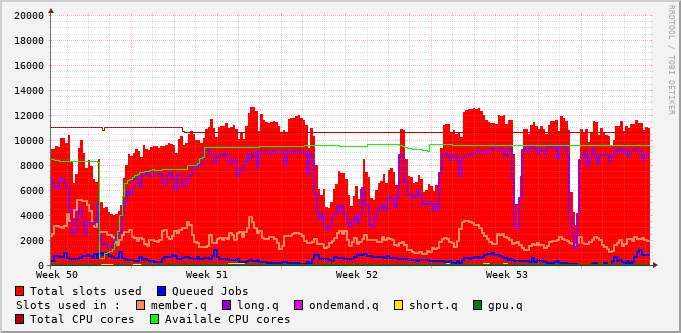 20000
18000
16000
14000
12000
10000
8000
6000
4000
2000
0
Week 50 Week 51 Week 52 Week 53
RRDTOOL / TOBI OETIKER
Total slots used Queued Jobs
Slots used in : member.q long.q ondemand.q short.q gpu.q
Total CPU cores Availale CPU cores